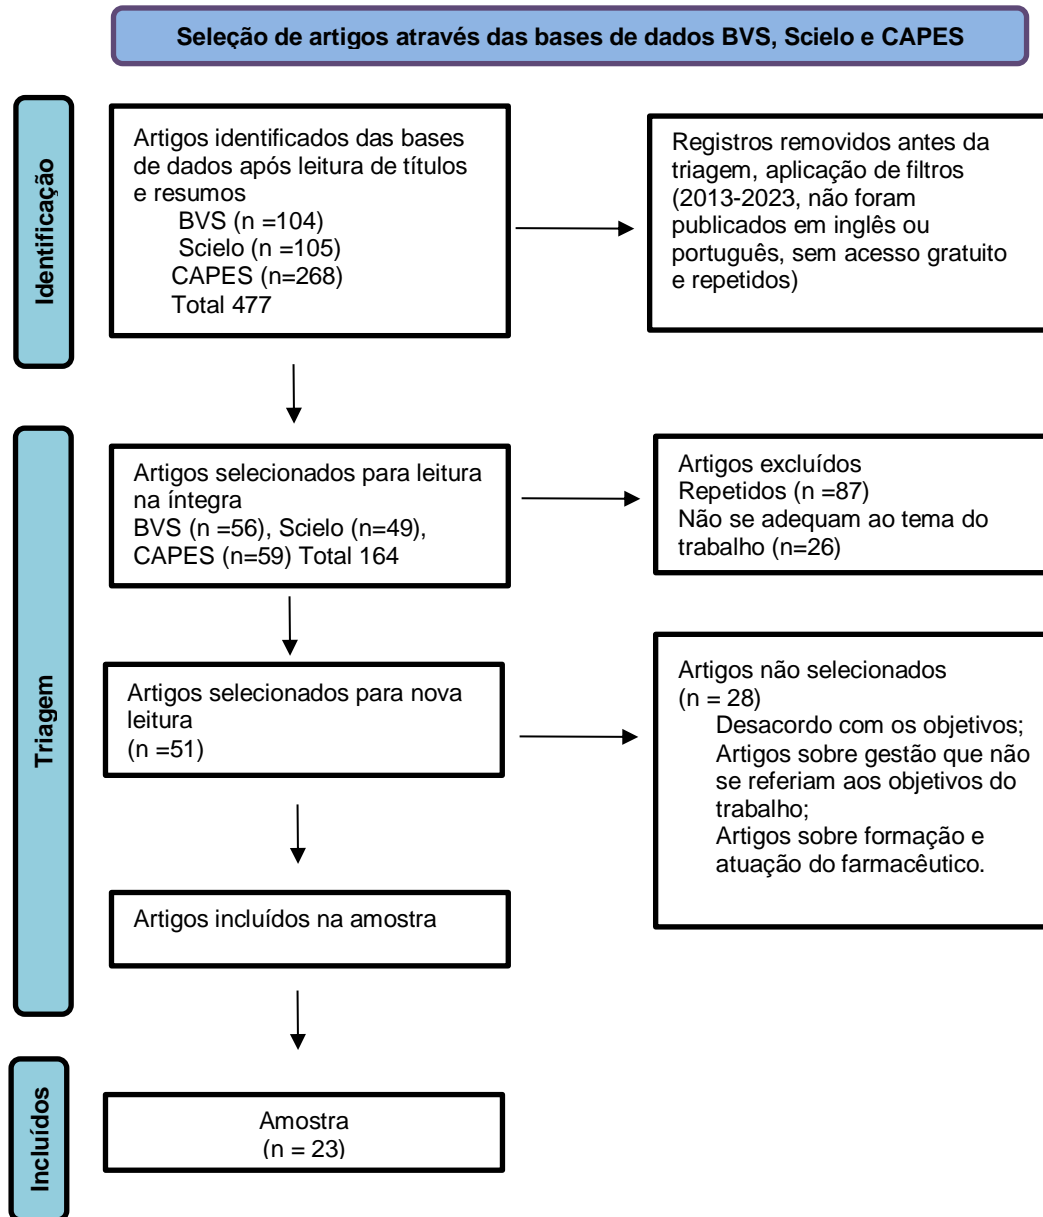 Seleção de artigos através das bases de dados BVS, Scielo e CAPES
Identificação
Artigos identificados das bases
de dados após leitura de títulos
e resumos
BVS (n =104)
Scielo (n =105)
CAPES (n=268)
Total 477
Registros removidos antes da
triagem, aplicação de filtros
(2013-2023, não foram
publicados em inglês ou
português, sem acesso gratuito
e repetidos)
Triagem
Artigos selecionados para leitura
na íntegra
BVS (n =56), Scielo (n=49),
CAPES (n=59) Total 164
Artigos excluídos
Repetidos (n =87)
Não se adequam ao tema do
trabalho (n=26)
Artigos selecionados para nova
leitura
(n =51)
Artigos não selecionados
(n = 28)
Desacordo com os objetivos;
Artigos sobre gestão que não
se referiam aos objetivos do
trabalho;
Artigos sobre formação e
atuação do farmacêutico.
Artigos incluídos na amostra
Incluídos
Amostra
(n = 23)